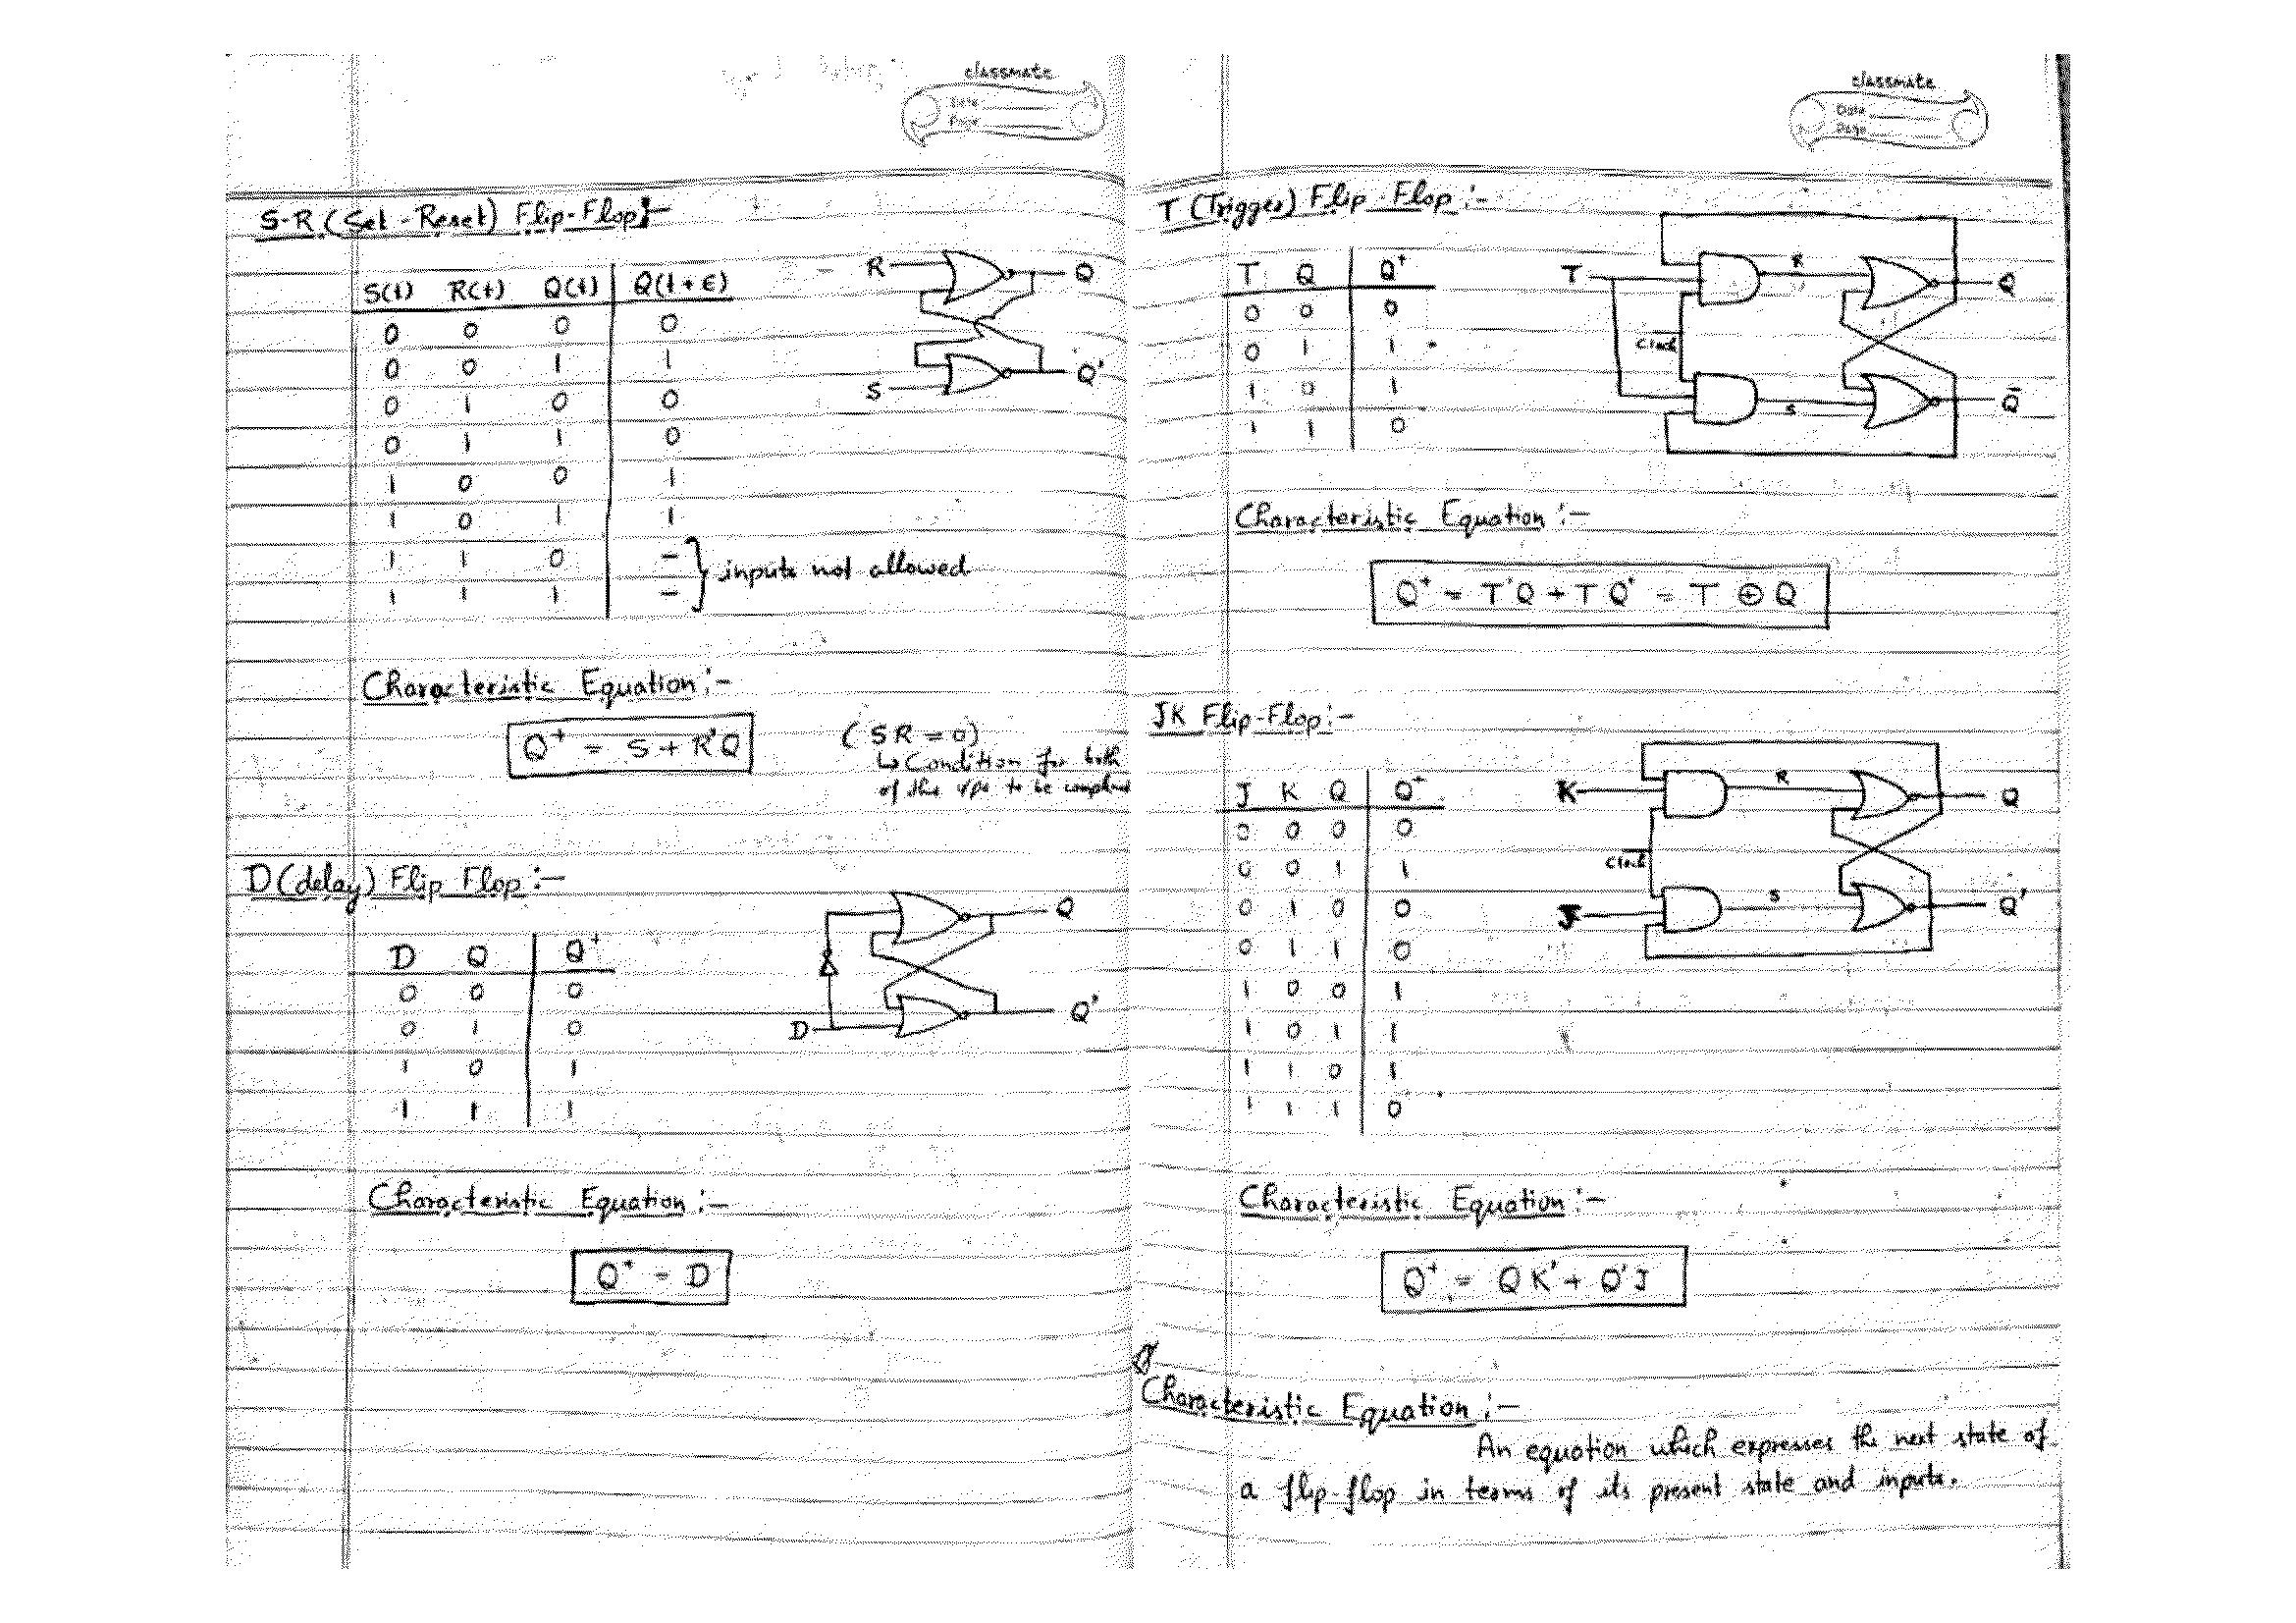 classmate
Date
Page
S-R (Set-Reset) Flip-Flop:-
S(t) R(t) Q(t) Q(t+ε)
0 0 0 0
0 0 1 1
0 1 0 0
0 1 1 0
1 0 0 1
1 0 1 1
1 1 0 -
1 1 1 -
} inputs not allowed
R Q
S Q'
Characteristic Equation:-
Q⁺ = S + R'Q
(SR = 0)
↳ Condition for both
of the i/ps to be
D (delay) Flip Flop:-
D Q Q⁺
0 0 0
0 1 0
1 0 1
1 1 1
Q
D Q'
Characteristic Equation:-
Q⁺ = D
classmate
Date
Page
T (Trigger) Flip-Flop:-
T Q Q⁺
0 0 0
0 1 1
1 0 1
1 1 0
T R Q
Clock
S Q̄
Characteristic Equation:-
Q⁺ = T'Q + TQ' = T ⊕ Q
JK Flip-Flop:-
J K Q Q⁺
0 0 0 0
0 0 1 1
0 1 0 0
0 1 1 0
1 0 0 1
1 0 1 1
1 1 0 1
1 1 1 0
K R Q
Clock
J S Q'
Characteristic Equation:-
Q⁺ = QK' + Q'J
Characteristic Equation:-
An equation which expresses the next state of
a flip-flop in terms of its present state and inputs.